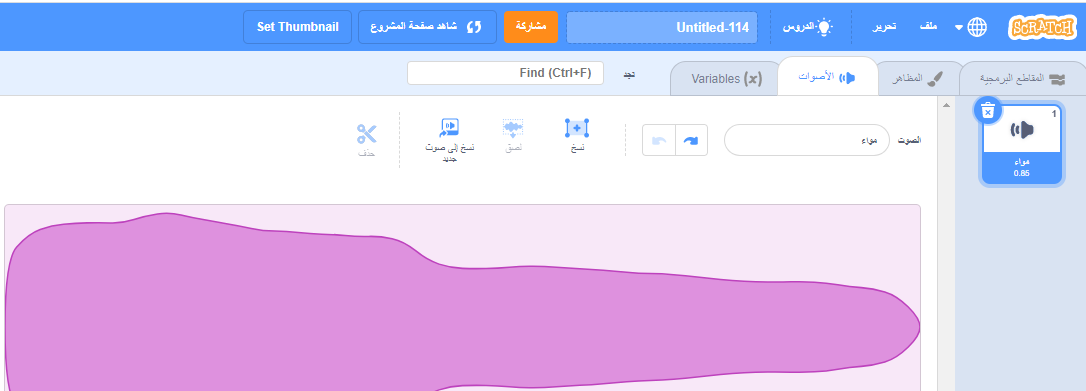 SCRATCH
ملف
تحرير
الدروس
Untitled-114
مشاركة
شاهد صفحة المشروع
Set Thumbnail
المقاطع البرمجية
المظاهر
الأصوات
Variables (x)
تجد
Find (Ctrl+F)
1
مواء
0.85
الصوت
مواء
نسخ
لصق
نسخ إلى صوت
جديد
حذف